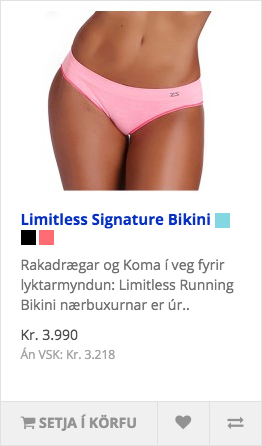 Limitless Signature Bikini
Rakadrægar og Koma í veg fyrir
lyktarmyndun: Limitless Running
Bikini nærbuxurnar er úr..
Kr. 3.990
Án VSK: Kr. 3.218
SETJA Í KÖRFU